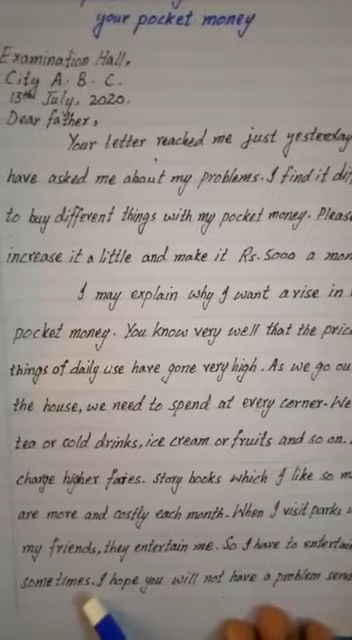 your pocket money
Examination Hall,
City A. B. C.
13th July, 2020.
Dear father,
Your letter reached me just yesterday
have asked me about my problems. I find it
to buy different things with my pocket money.
increase it a little and make it Rs. 5000 a
I may explain why I want a rise in
pocket money. You know very well that the
things of daily use have gone very high. As we go
the house, we need to spend at every corner. We
tea or cold drinks, ice cream or fruits and so on.
charge higher fares. Story books which I like so
are more and costly each month. When I visit parks
my friends, they entertain me. So I have to
sometimes. I hope you will not have a problem